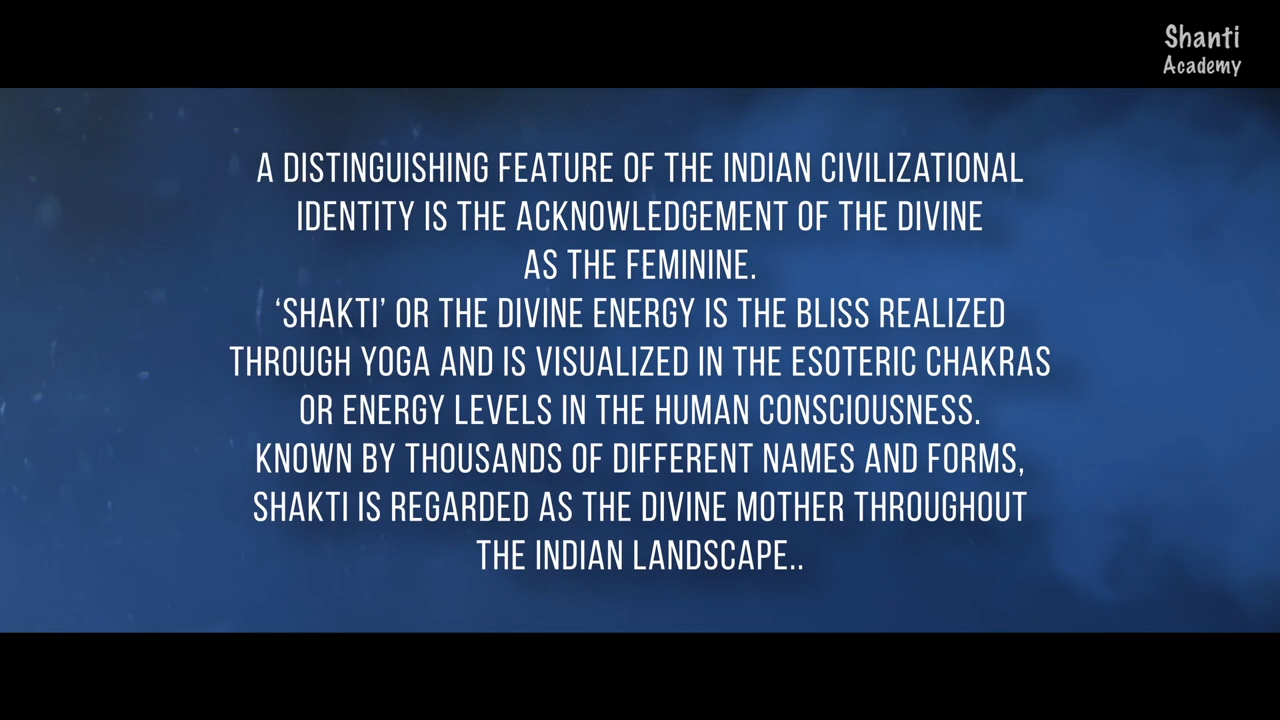 Shanti
Academy
A DISTINGUISHING FEATURE OF THE INDIAN CIVILIZATIONAL
IDENTITY IS THE ACKNOWLEDGEMENT OF THE DIVINE
AS THE FEMININE.
‘SHAKTI’ OR THE DIVINE ENERGY IS THE BLISS REALIZED
THROUGH YOGA AND IS VISUALIZED IN THE ESOTERIC CHAKRAS
OR ENERGY LEVELS IN THE HUMAN CONSCIOUSNESS.
KNOWN BY THOUSANDS OF DIFFERENT NAMES AND FORMS,
SHAKTI IS REGARDED AS THE DIVINE MOTHER THROUGHOUT
THE INDIAN LANDSCAPE..